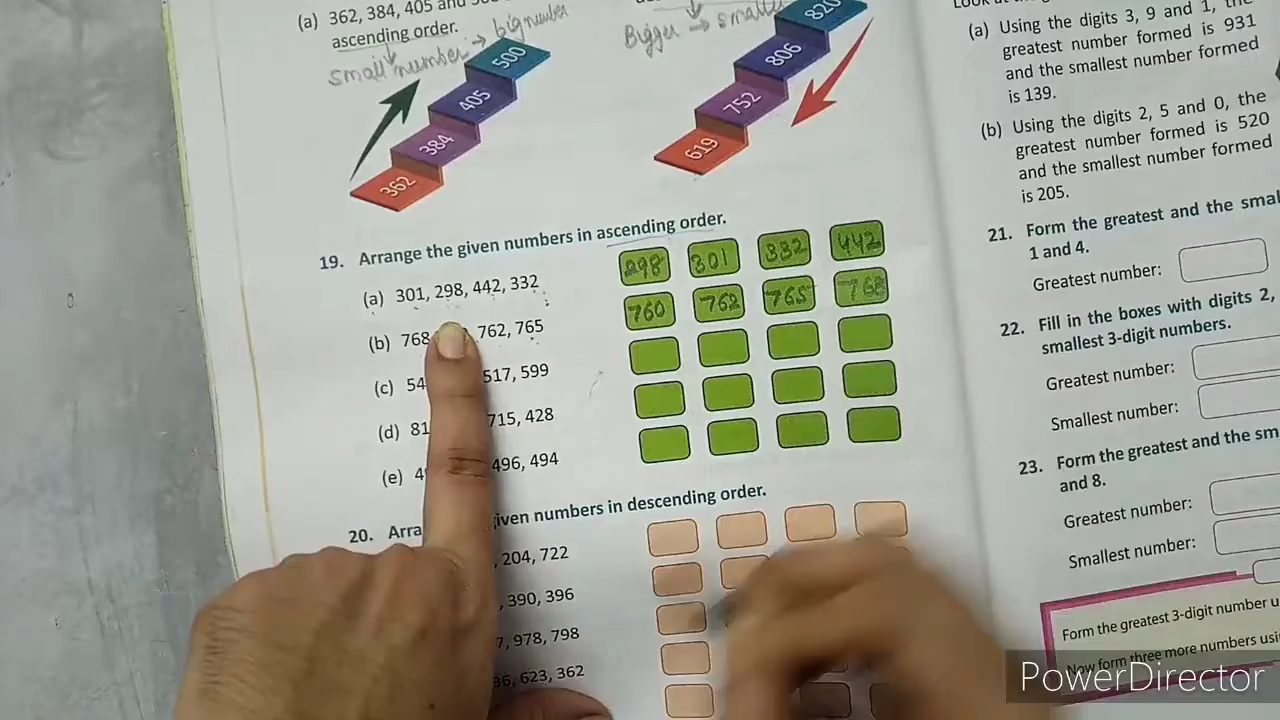 (a) 362, 384, 405 and
ascending order.
small number → big number
500
405
384
362
Bigger → smaller
820
806
752
619
19. Arrange the given numbers in ascending order.
(a) 301, 298, 442, 332
298 301 332 442
(b) 768 , 762, 765
760 762 765 768
(c) 54 517, 599
(d) 81 715, 428
(e) 4 496, 494
20. Arra given numbers in descending order.
, 204, 722
, 390, 396
7, 978, 798
36, 623, 362
(a) Using the digits 3, 9 and 1, the
greatest number formed is 931
and the smallest number formed
is 139.
(b) Using the digits 2, 5 and 0, the
greatest number formed is 520
and the smallest number formed
is 205.
21. Form the greatest and the smal
1 and 4.
Greatest number:
22. Fill in the boxes with digits 2,
smallest 3-digit numbers.
Greatest number:
Smallest number:
23. Form the greatest and the sm
and 8.
Greatest number:
Smallest number:
Form the greatest 3-digit number u
Now form three more numbers usi
PowerDirector